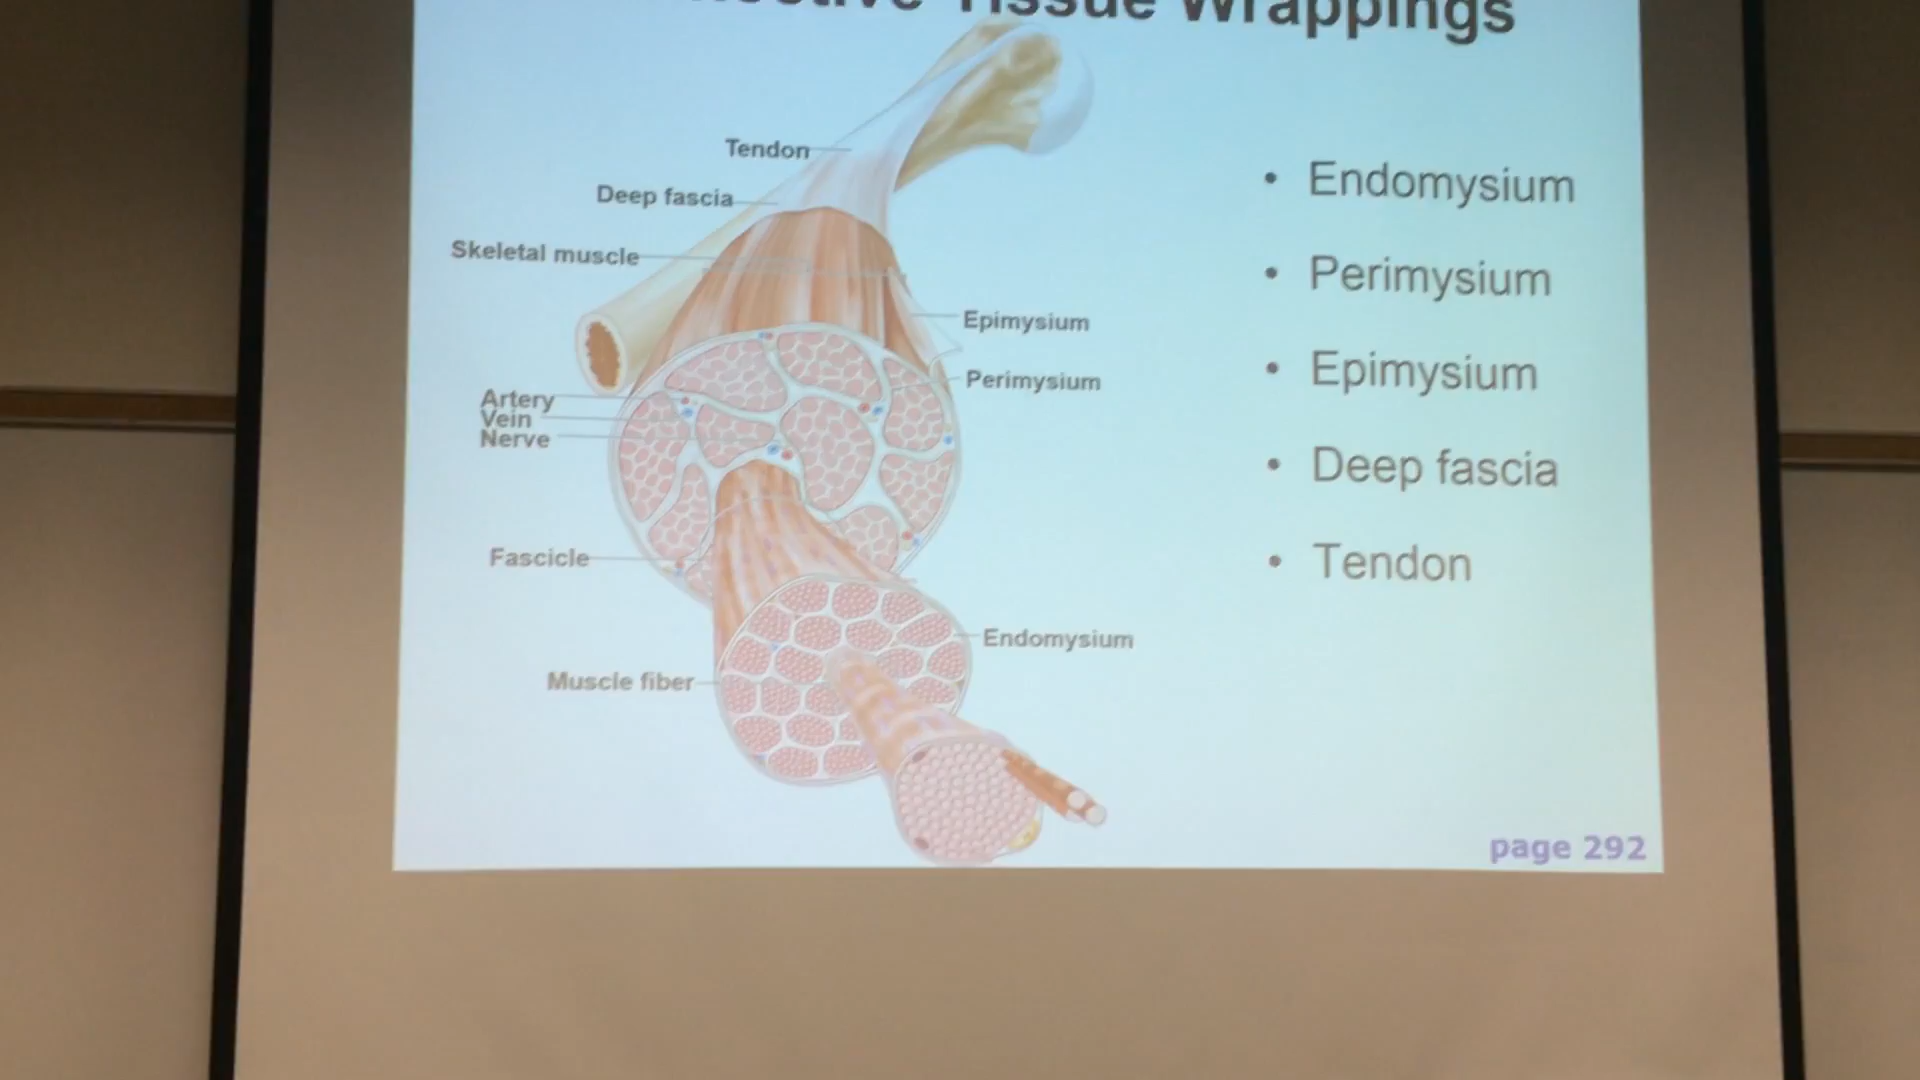 Tissue Wrappings
Tendon
Deep fascia
Skeletal muscle
Epimysium
Perimysium
Artery
Vein
Nerve
Fascicle
Endomysium
Muscle fiber
• Endomysium
• Perimysium
• Epimysium
• Deep fascia
• Tendon
page 292